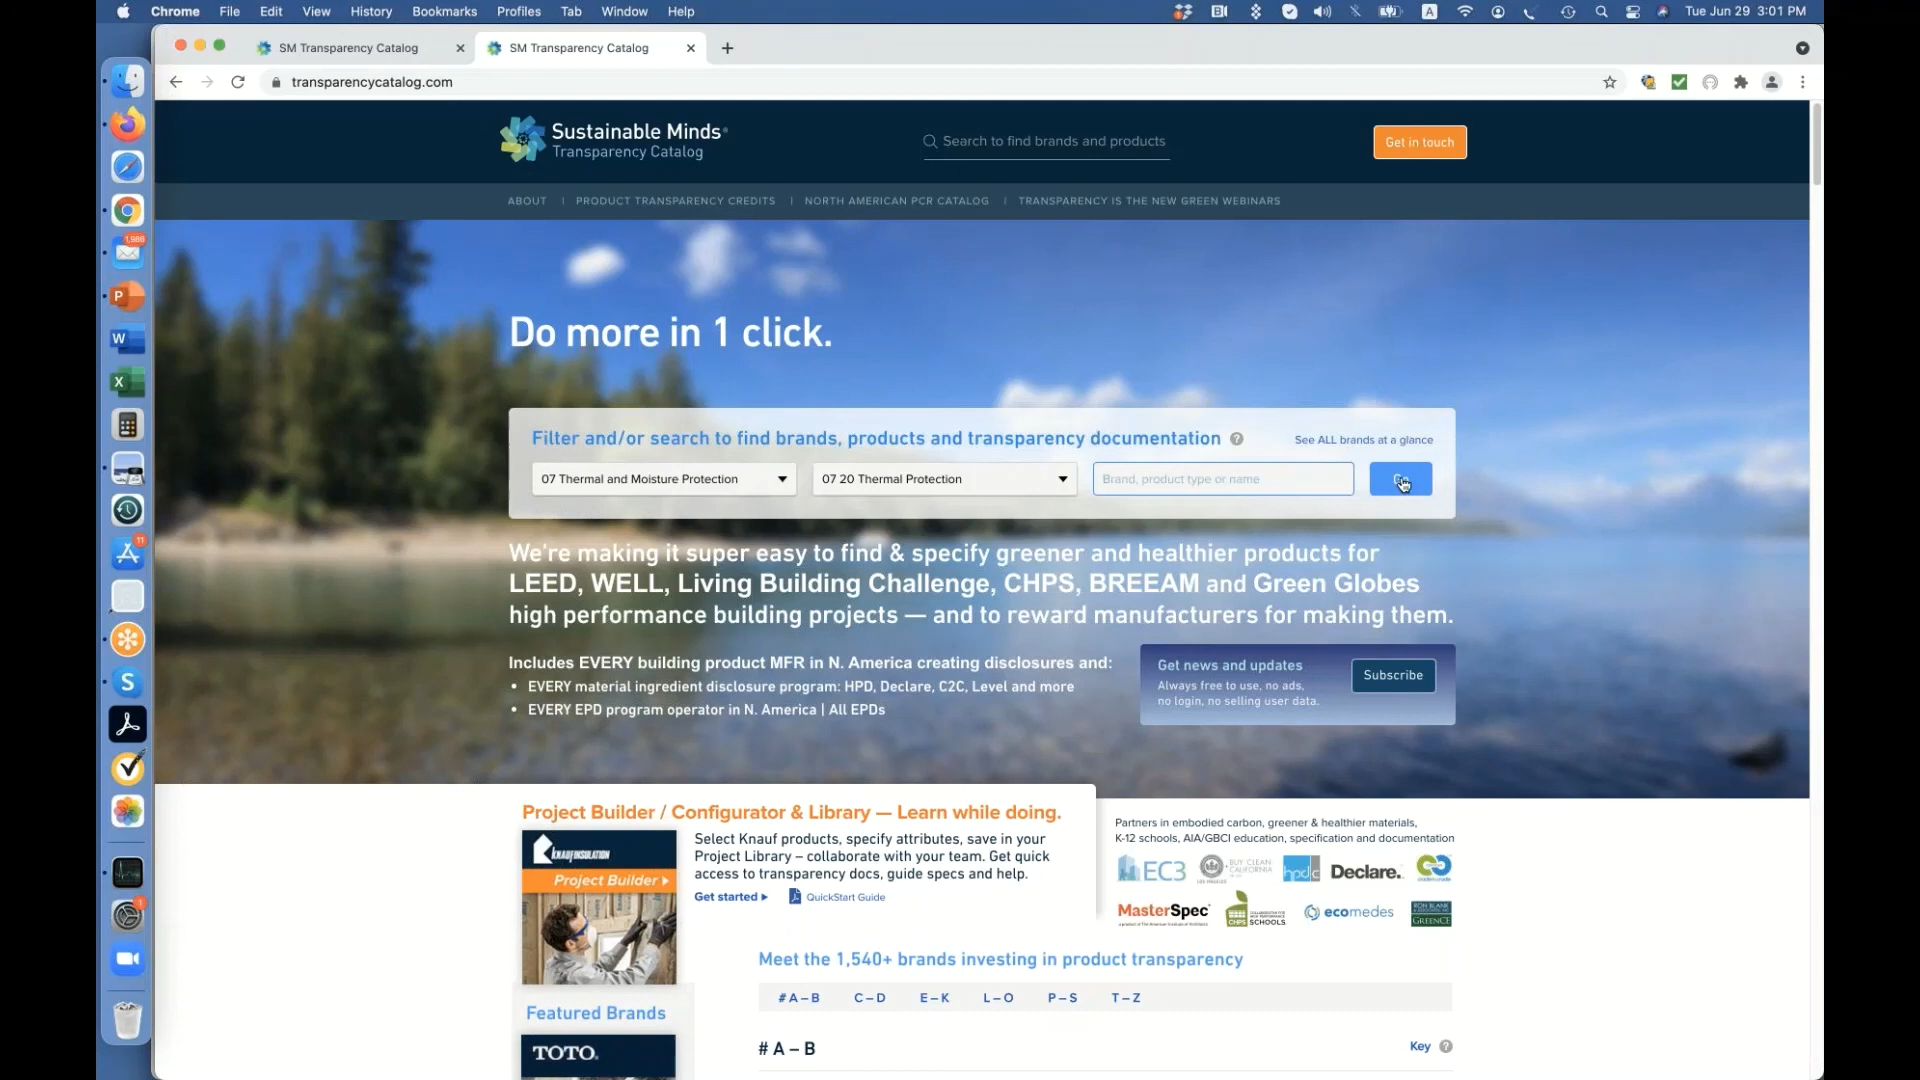 Chrome File Edit View History Bookmarks Profiles Tab Window Help
Tue Jun 29 3:01 PM
SM Transparency Catalog
SM Transparency Catalog
transparencycatalog.com
Sustainable Minds
Transparency Catalog
Search to find brands and products
Get in touch
ABOUT | PRODUCT TRANSPARENCY CREDITS | NORTH AMERICAN PCR CATALOG | TRANSPARENCY IS THE NEW GREEN WEBINARS
1,986
Do more in 1 click.
Filter and/or search to find brands, products and transparency documentation ?
See ALL brands at a glance
07 Thermal and Moisture Protection
07 20 Thermal Protection
Brand, product type or name
We're making it super easy to find & specify greener and healthier products for
LEED, WELL, Living Building Challenge, CHPS, BREEAM and Green Globes
high performance building projects — and to reward manufacturers for making them.
Includes EVERY building product MFR in N. America creating disclosures and:
• EVERY material ingredient disclosure program: HPD, Declare, C2C, Level and more
• EVERY EPD program operator in N. America | All EPDs
Get news and updates
Always free to use, no ads,
no login, no selling user data.
Subscribe
11
Project Builder / Configurator & Library — Learn while doing.
KNAUFINSULATION
Project Builder
Select Knauf products, specify attributes, save in your
Project Library – collaborate with your team. Get quick
access to transparency docs, guide specs and help.
Get started
QuickStart Guide
Partners in embodied carbon, greener & healthier materials,
K-12 schools, AIA/GBCI education, specification and documentation
EC3
BUY CLEAN
CALIFORNIA
hpdc
Declare.
MasterSpec
CHPS
SCHOOLS
ecomedes
GREENCE
1
Meet the 1,540+ brands investing in product transparency
# A – B C – D E – K L – O P – S T – Z
Featured Brands
TOTO
# A – B
Key ?